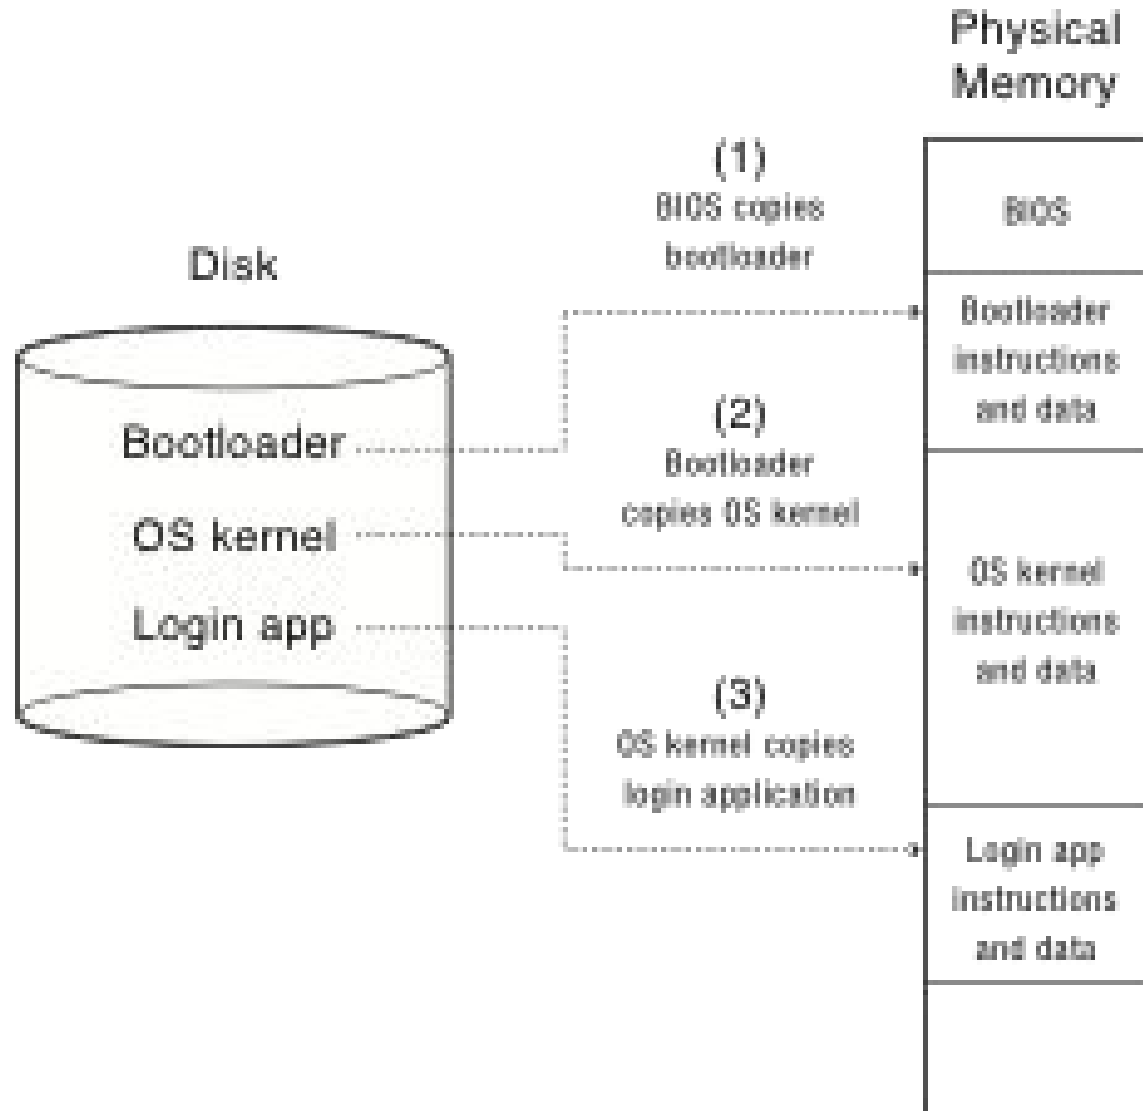 Physical
Memory
(1)
BIOS copies
bootloader
BIOS
Disk
Bootloader
instructions
and data
(2)
Bootloader
copies OS kernel
Bootloader
OS kernel
Login app
OS kernel
instructions
and data
(3)
OS kernel copies
login application
Login app
instructions
and data